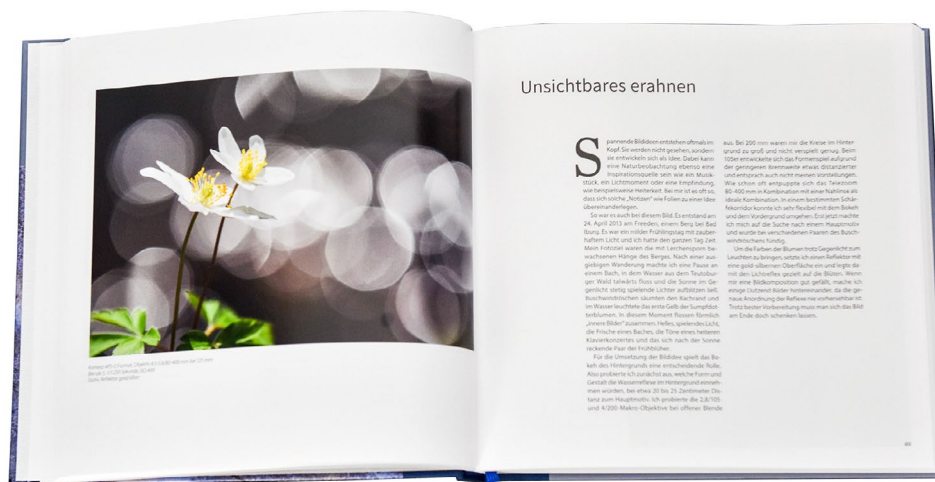 Unsichtbares erahnen
Spannende Bildideen entstehen oftmals im
Kopf. Sie werden nicht gesehen, sondern
sie entwickeln sich als Idee. Dabei kann
eine Naturbeobachtung ebenso eine
Inspirationsquelle sein wie ein Musik-
stück, ein Lichtmoment oder eine Empfindung,
wie beispielsweise Heiterkeit. Bei mir ist es oft so,
dass sich solche „Notizen" wie Folien zu einer Idee
übereinanderlegen.
So war es auch bei diesem Bild. Es entstand am
24. April 2013 am Freeden, einem Berg bei Bad
Iburg. Es war ein milder Frühlingstag mit zauber-
haftem Licht und ich hatte den ganzen Tag Zeit.
Mein Fotoziel waren die mit Lerchensporn be-
wachsenen Hänge des Berges. Nach einer aus-
giebigen Wanderung machte ich eine Pause an
einem Bach, in dem Wasser aus dem Teutobur-
ger Wald talwärts floss und die Sonne im Ge-
genlicht stetig spielende Lichter aufblitzen ließ.
Buschwindröschen säumten den Bachrand und
im Wasser leuchtete das erste Gelb der Sumpfdot-
terblumen. In diesem Moment flossen förmlich
„innere Bilder" zusammen. Helles, spielendes Licht,
die Frische eines Baches, die Töne eines heiteren
Klavierkonzertes und das sich nach der Sonne
reckende Paar der Frühblüher.
Für die Umsetzung der Bildidee spielt das Bo-
keh des Hintergrunds eine entscheidende Rolle.
Also probierte ich zunächst aus, welche Form und
Gestalt die Wasserreflexe im Hintergrund einneh-
men würden, bei etwa 20 bis 25 Zentimeter Dis-
tanz zum Hauptmotiv. Ich probierte die 2,8/105
und 4/200 Makro-Objektive bei offener Blende
aus. Bei 200 mm waren mir die Kreise im Hinter-
grund zu groß und nicht verspielt genug. Beim
105er entwickelte sich das Formenspiel aufgrund
der geringeren Brennweite etwas distanzierter
und entsprach auch nicht meinen Vorstellungen.
Wie schon oft entpuppte sich das Telezoom
80-400 mm in Kombination mit einer Nahlinse als
ideale Kombination. In einem bestimmten Schär-
fekorridor konnte ich sehr flexibel mit dem Bokeh
und dem Vordergrund umgehen. Erst jetzt machte
ich mich auf die Suche nach einem Hauptmotiv
und wurde bei verschiedenen Paaren des Busch-
windröschens fündig.
Um die Farben der Blumen trotz Gegenlicht zum
Leuchten zu bringen, setzte ich einen Reflektor mit
eine gold-silbernen Oberfläche ein und legte da-
mit den Lichtreflex gezielt auf die Blüten. Wenn
mir eine Bildkomposition gut gefällt, mache ich
einige Dutzend Bilder hintereinander, da die ge-
naue Anordnung der Reflexe nie vorhersehbar ist.
Trotz bester Vorbereitung muss man sich das Bild
am Ende doch schenken lassen.